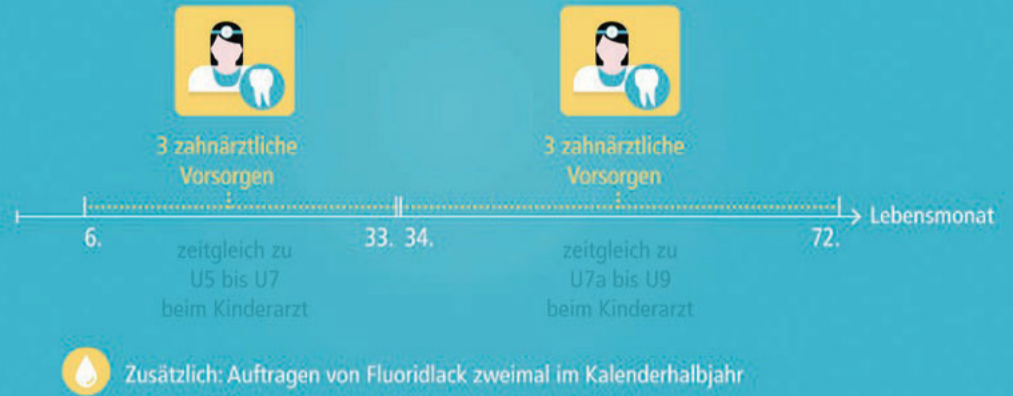 3 zahnärztliche
Vorsorgen
3 zahnärztliche
Vorsorgen
Lebensmonat
6.
33. 34.
72.
zeitgleich zu
U5 bis U7
beim Kinderarzt
zeitgleich zu
U7a bis U9
beim Kinderarzt
Zusätzlich: Auftragen von Fluoridlack zweimal im Kalenderhalbjahr